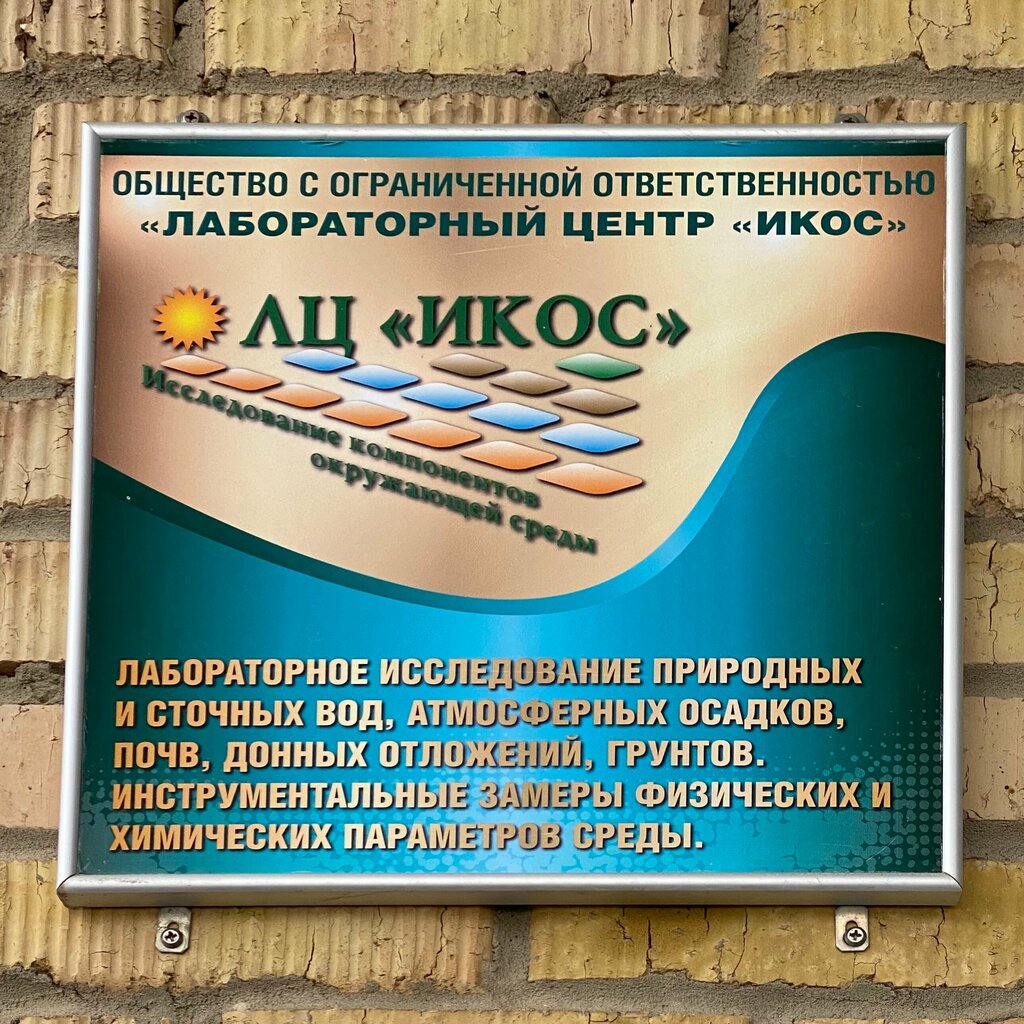 ОБЩЕСТВО С ОГРАНИЧЕННОЙ ОТВЕТСТВЕННОСТЬЮ
«ЛАБОРАТОРНЫЙ ЦЕНТР «ИКОС»
ЛЦ «ИКОС»
Исследование компонентов
окружающей среды
ЛАБОРАТОРНОЕ ИССЛЕДОВАНИЕ ПРИРОДНЫХ
И СТОЧНЫХ ВОД, АТМОСФЕРНЫХ ОСАДКОВ,
ПОЧВ, ДОННЫХ ОТЛОЖЕНИЙ, ГРУНТОВ.
ИНСТРУМЕНТАЛЬНЫЕ ЗАМЕРЫ ФИЗИЧЕСКИХ И
ХИМИЧЕСКИХ ПАРАМЕТРОВ СРЕДЫ.